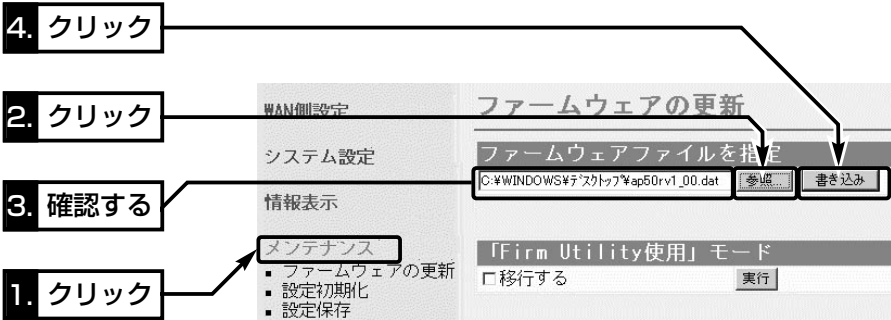 4. クリック
2. クリック
3. 確認する
1. クリック
WAN側設定
システム設定
情報表示
メンテナンス
▪ ファームウェアの更新
▪ 設定初期化
▪ 設定保存
ファームウェアの更新
ファームウェアファイルを指定
C:¥WINDOWS¥ﾃﾞｽｸﾄｯﾌﾟ¥ap50rv1_00.dat 参照... 書き込み
「Firm Utility使用」モード
□移行する 実行